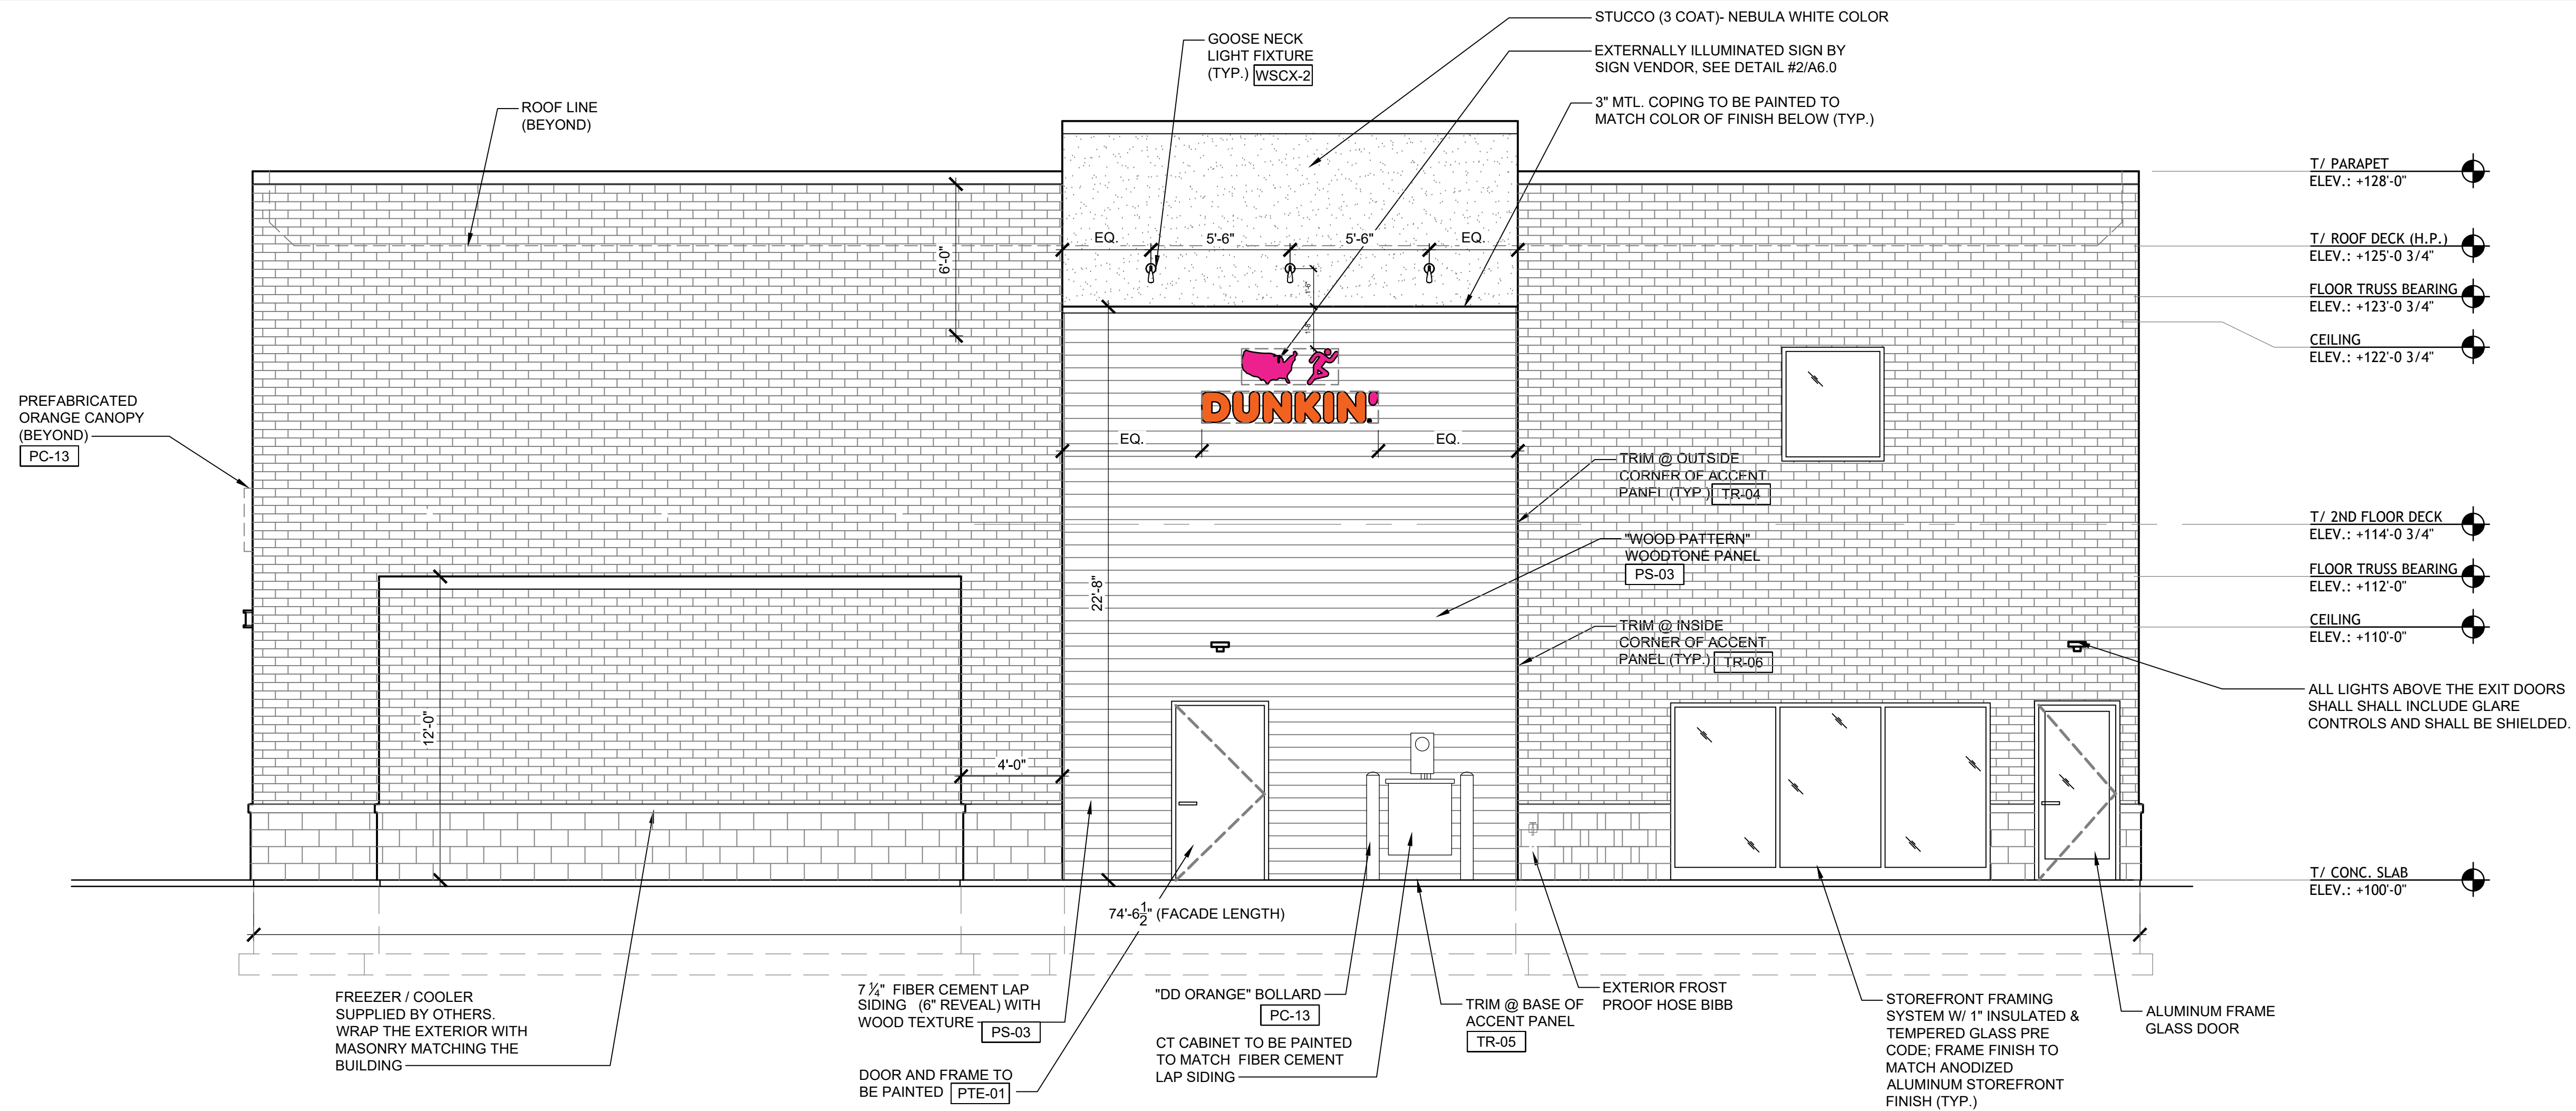 STUCCO (3 COAT)- NEBULA WHITE COLOR
GOOSE NECK
LIGHT FIXTURE
(TYP.) WSCX-2
EXTERNALLY ILLUMINATED SIGN BY
SIGN VENDOR, SEE DETAIL #2/A6.0
ROOF LINE
(BEYOND)
3" MTL. COPING TO BE PAINTED TO
MATCH COLOR OF FINISH BELOW (TYP.)
T/ PARAPET
ELEV.: +128'-0"
T/ ROOF DECK (H.P.)
ELEV.: +125'-0 3/4"
FLOOR TRUSS BEARING
ELEV.: +123'-0 3/4"
CEILING
ELEV.: +122'-0 3/4"
EQ.
5'-6"
5'-6"
EQ.
6'-0"
1'-6"
1'-8"
DUNKIN'
EQ.
EQ.
PREFABRICATED
ORANGE CANOPY
(BEYOND)
PC-13
TRIM @ OUTSIDE
CORNER OF ACCENT
PANEL (TYP.) TR-04
"WOOD PATTERN"
WOODTONE PANEL
PS-03
T/ 2ND FLOOR DECK
ELEV.: +114'-0 3/4"
FLOOR TRUSS BEARING
ELEV.: +112'-0"
CEILING
ELEV.: +110'-0"
22'-8"
TRIM @ INSIDE
CORNER OF ACCENT
PANEL (TYP.) TR-06
ALL LIGHTS ABOVE THE EXIT DOORS
SHALL SHALL INCLUDE GLARE
CONTROLS AND SHALL BE SHIELDED.
12'-0"
4'-0"
T/ CONC. SLAB
ELEV.: +100'-0"
74'-6 1/2" (FACADE LENGTH)
FREEZER / COOLER
SUPPLIED BY OTHERS.
WRAP THE EXTERIOR WITH
MASONRY MATCHING THE
BUILDING
7 1/4" FIBER CEMENT LAP
SIDING (6" REVEAL) WITH
WOOD TEXTURE PS-03
DOOR AND FRAME TO
BE PAINTED PTE-01
"DD ORANGE" BOLLARD
PC-13
CT CABINET TO BE PAINTED
TO MATCH FIBER CEMENT
LAP SIDING
TRIM @ BASE OF
ACCENT PANEL
TR-05
EXTERIOR FROST
PROOF HOSE BIBB
STOREFRONT FRAMING
SYSTEM W/ 1" INSULATED &
TEMPERED GLASS PRE
CODE; FRAME FINISH TO
MATCH ANODIZED
ALUMINUM STOREFRONT
FINISH (TYP.)
ALUMINUM FRAME
GLASS DOOR